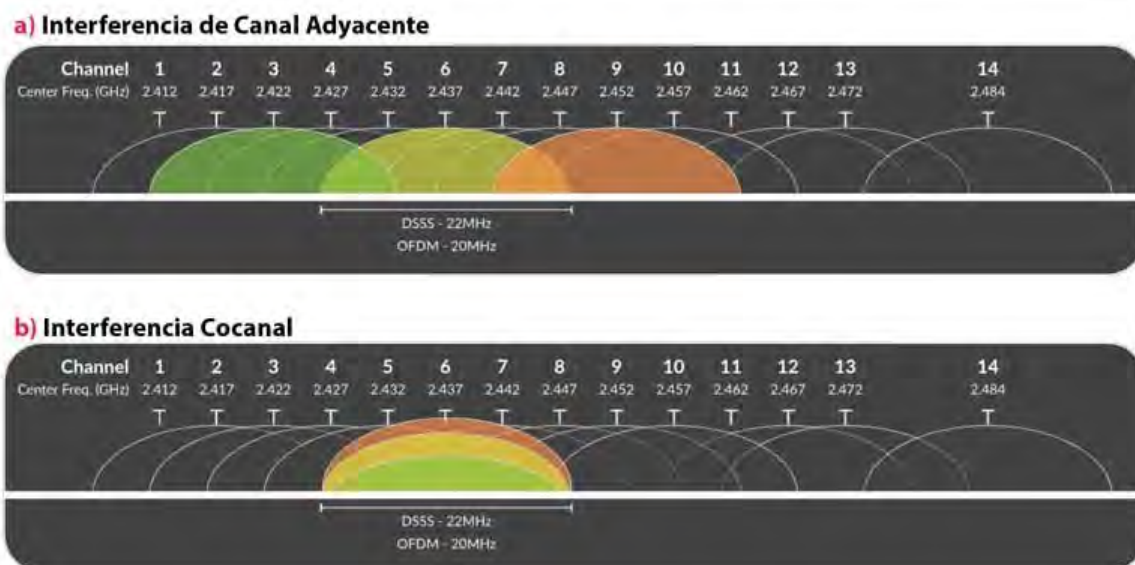 a) Interferencia de Canal Adyacente
Channel 1 2 3 4 5 6 7 8 9 10 11 12 13 14
Center Freq. (GHz) 2.412 2.417 2.422 2.427 2.432 2.437 2.442 2.447 2.452 2.457 2.462 2.467 2.472 2.484
DSSS - 22MHz
OFDM - 20MHz
b) Interferencia Cocanal
Channel 1 2 3 4 5 6 7 8 9 10 11 12 13 14
Center Freq. (GHz) 2.412 2.417 2.422 2.427 2.432 2.437 2.442 2.447 2.452 2.457 2.462 2.467 2.472 2.484
DSSS - 22MHz
OFDM - 20MHz